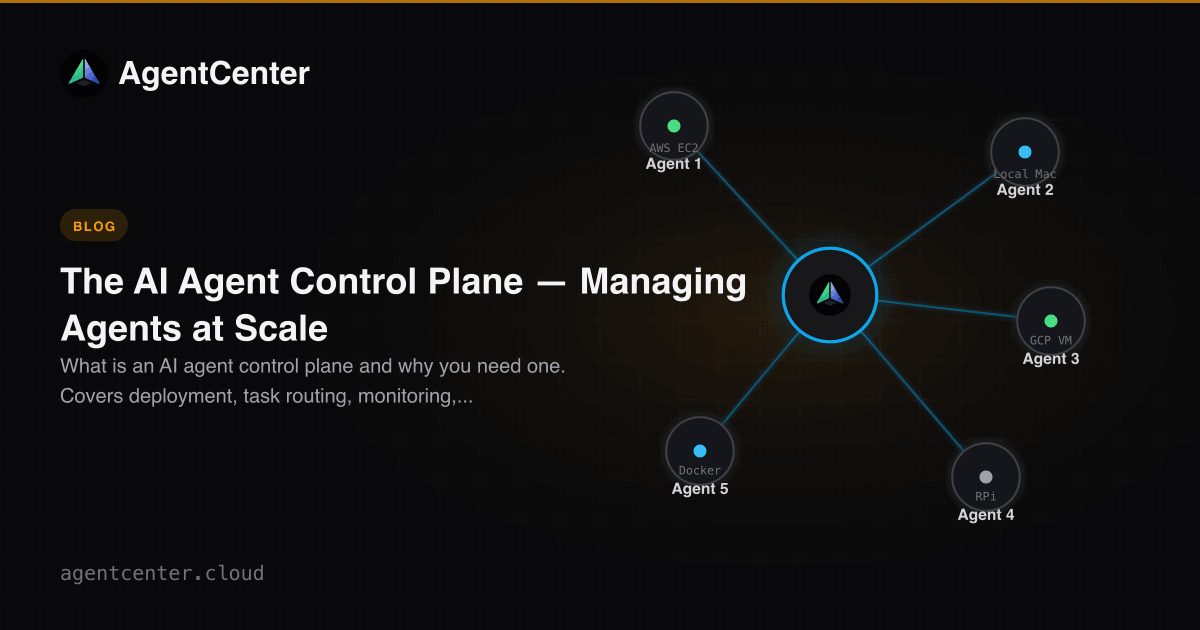 AgentCenter
BLOG
The AI Agent Control Plane — Managing
Agents at Scale
What is an AI agent control plane and why you need one.
Covers deployment, task routing, monitoring,...
agentcenter.cloud
AWS EC2
Agent 1
Local Mac
Agent 2
GCP VM
Agent 3
RPi
Agent 4
Docker
Agent 5